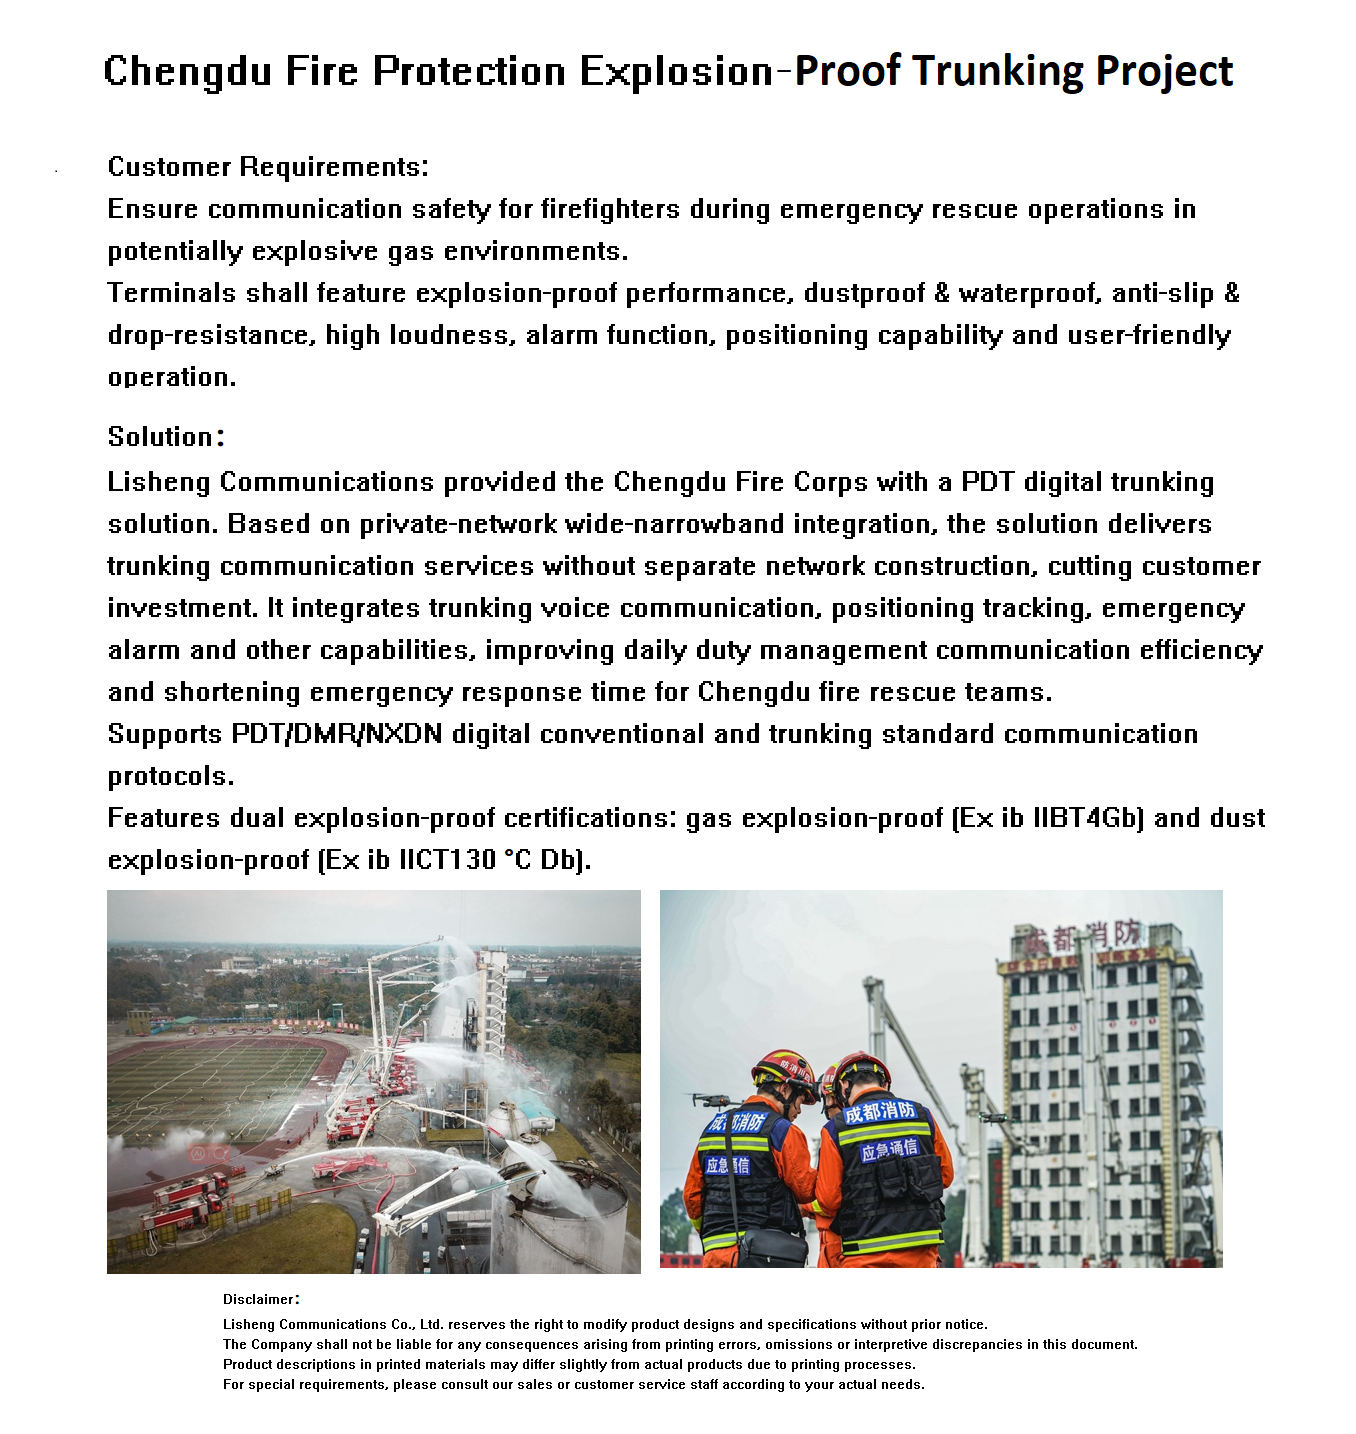 Chengdu Fire Protection Explosion-Proof Trunking Project
Customer Requirements:
Ensure communication safety for firefighters during emergency rescue operations in
potentially explosive gas environments.
Terminals shall feature explosion-proof performance, dustproof & waterproof, anti-slip &
drop-resistance, high loudness, alarm function, positioning capability and user-friendly
operation.
Solution:
Lisheng Communications provided the Chengdu Fire Corps with a PDT digital trunking
solution. Based on private-network wide-narrowband integration, the solution delivers
trunking communication services without separate network construction, cutting customer
investment. It integrates trunking voice communication, positioning tracking, emergency
alarm and other capabilities, improving daily duty management communication efficiency
and shortening emergency response time for Chengdu fire rescue teams.
Supports PDT/DMR/NXDN digital conventional and trunking standard communication
protocols.
Features dual explosion-proof certifications: gas explosion-proof (Ex ib IIBT4Gb) and dust
explosion-proof (Ex ib IICT130 °C Db).
成都消防
成都消防
应急通信
成都消防
应急通信
Disclaimer:
Lisheng Communications Co., Ltd. reserves the right to modify product designs and specifications without prior notice.
The Company shall not be liable for any consequences arising from printing errors, omissions or interpretive discrepancies in this document.
Product descriptions in printed materials may differ slightly from actual products due to printing processes.
For special requirements, please consult our sales or customer service staff according to your actual needs.